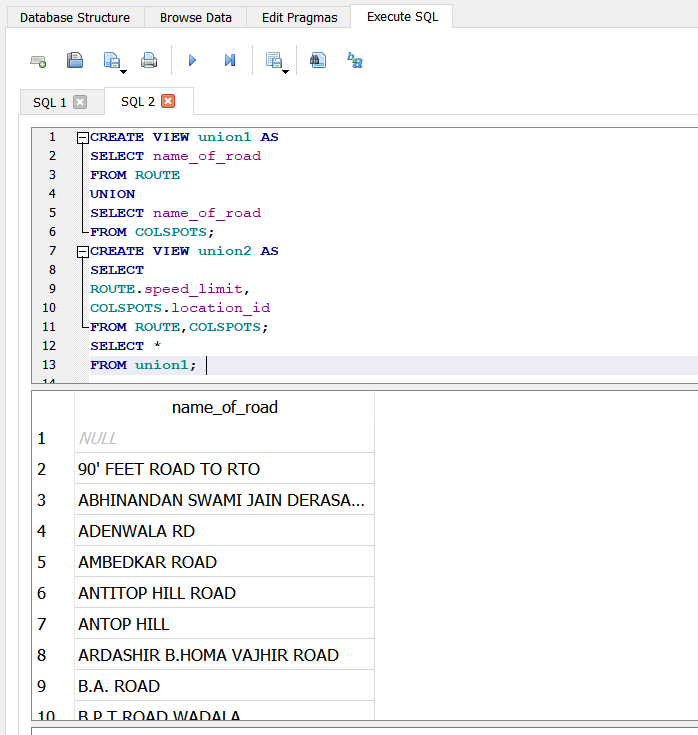 Database Structure Browse Data Edit Pragmas Execute SQL
SQL 1 SQL 2
1 CREATE VIEW union1 AS
2 SELECT name_of_road
3 FROM ROUTE
4 UNION
5 SELECT name_of_road
6 FROM COLSPOTS;
7 CREATE VIEW union2 AS
8 SELECT
9 ROUTE.speed_limit,
10 COLSPOTS.location_id
11 FROM ROUTE,COLSPOTS;
12 SELECT *
13 FROM union1;
14
name_of_road
1 NULL
2 90' FEET ROAD TO RTO
3 ABHINANDAN SWAMI JAIN DERASA...
4 ADENWALA RD
5 AMBEDKAR ROAD
6 ANTITOP HILL ROAD
7 ANTOP HILL
8 ARDASHIR B.HOMA VAJHIR ROAD
9 B.A. ROAD
10 B.P.T ROAD WADALA